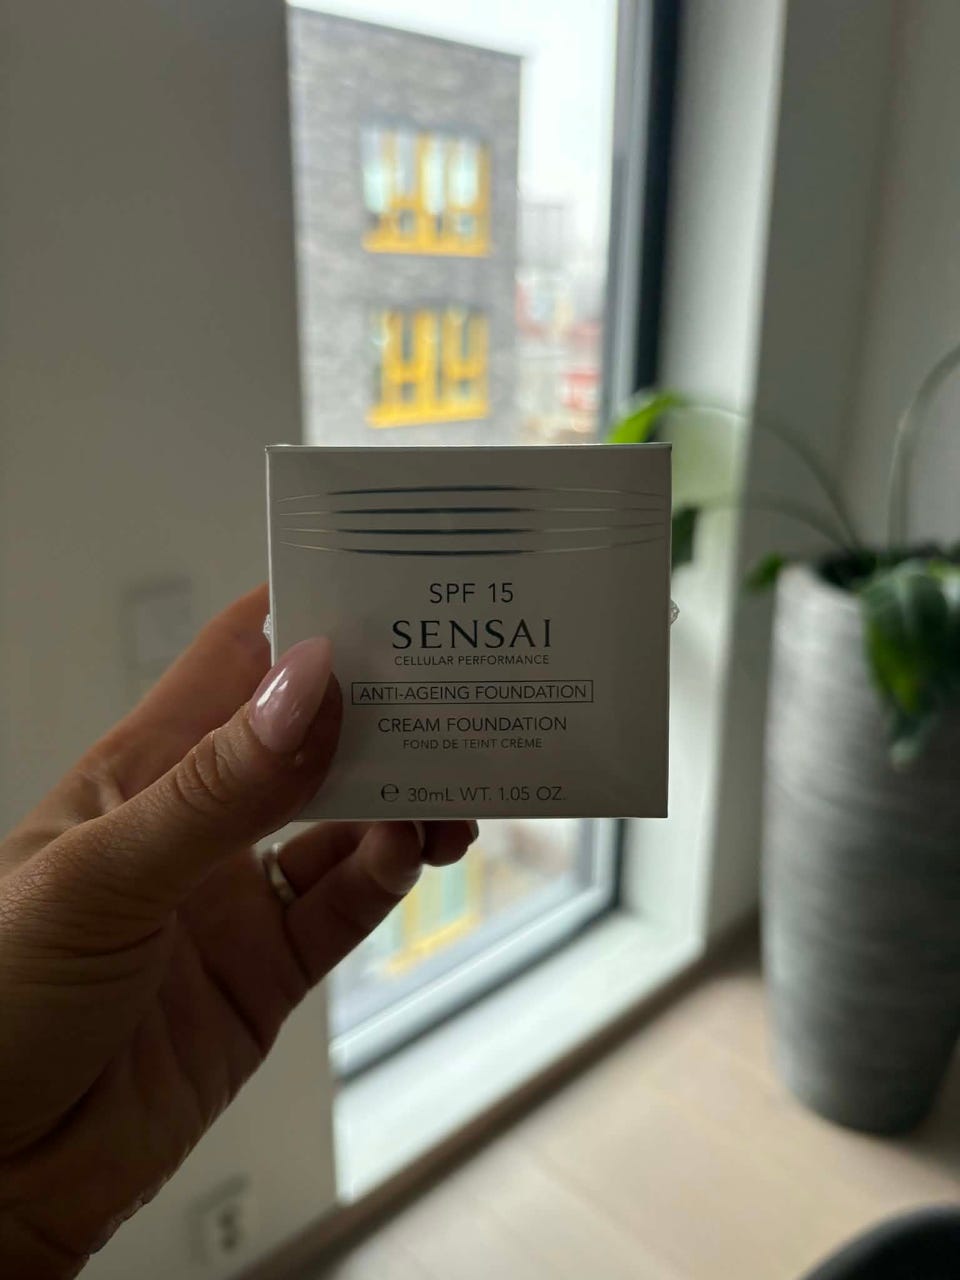 SPF 15
SENSAI
CELLULAR PERFORMANCE
ANTI-AGEING FOUNDATION
CREAM FOUNDATION
FOND DE TEINT CRÈME
℮ 30mL WT. 1.05 OZ.